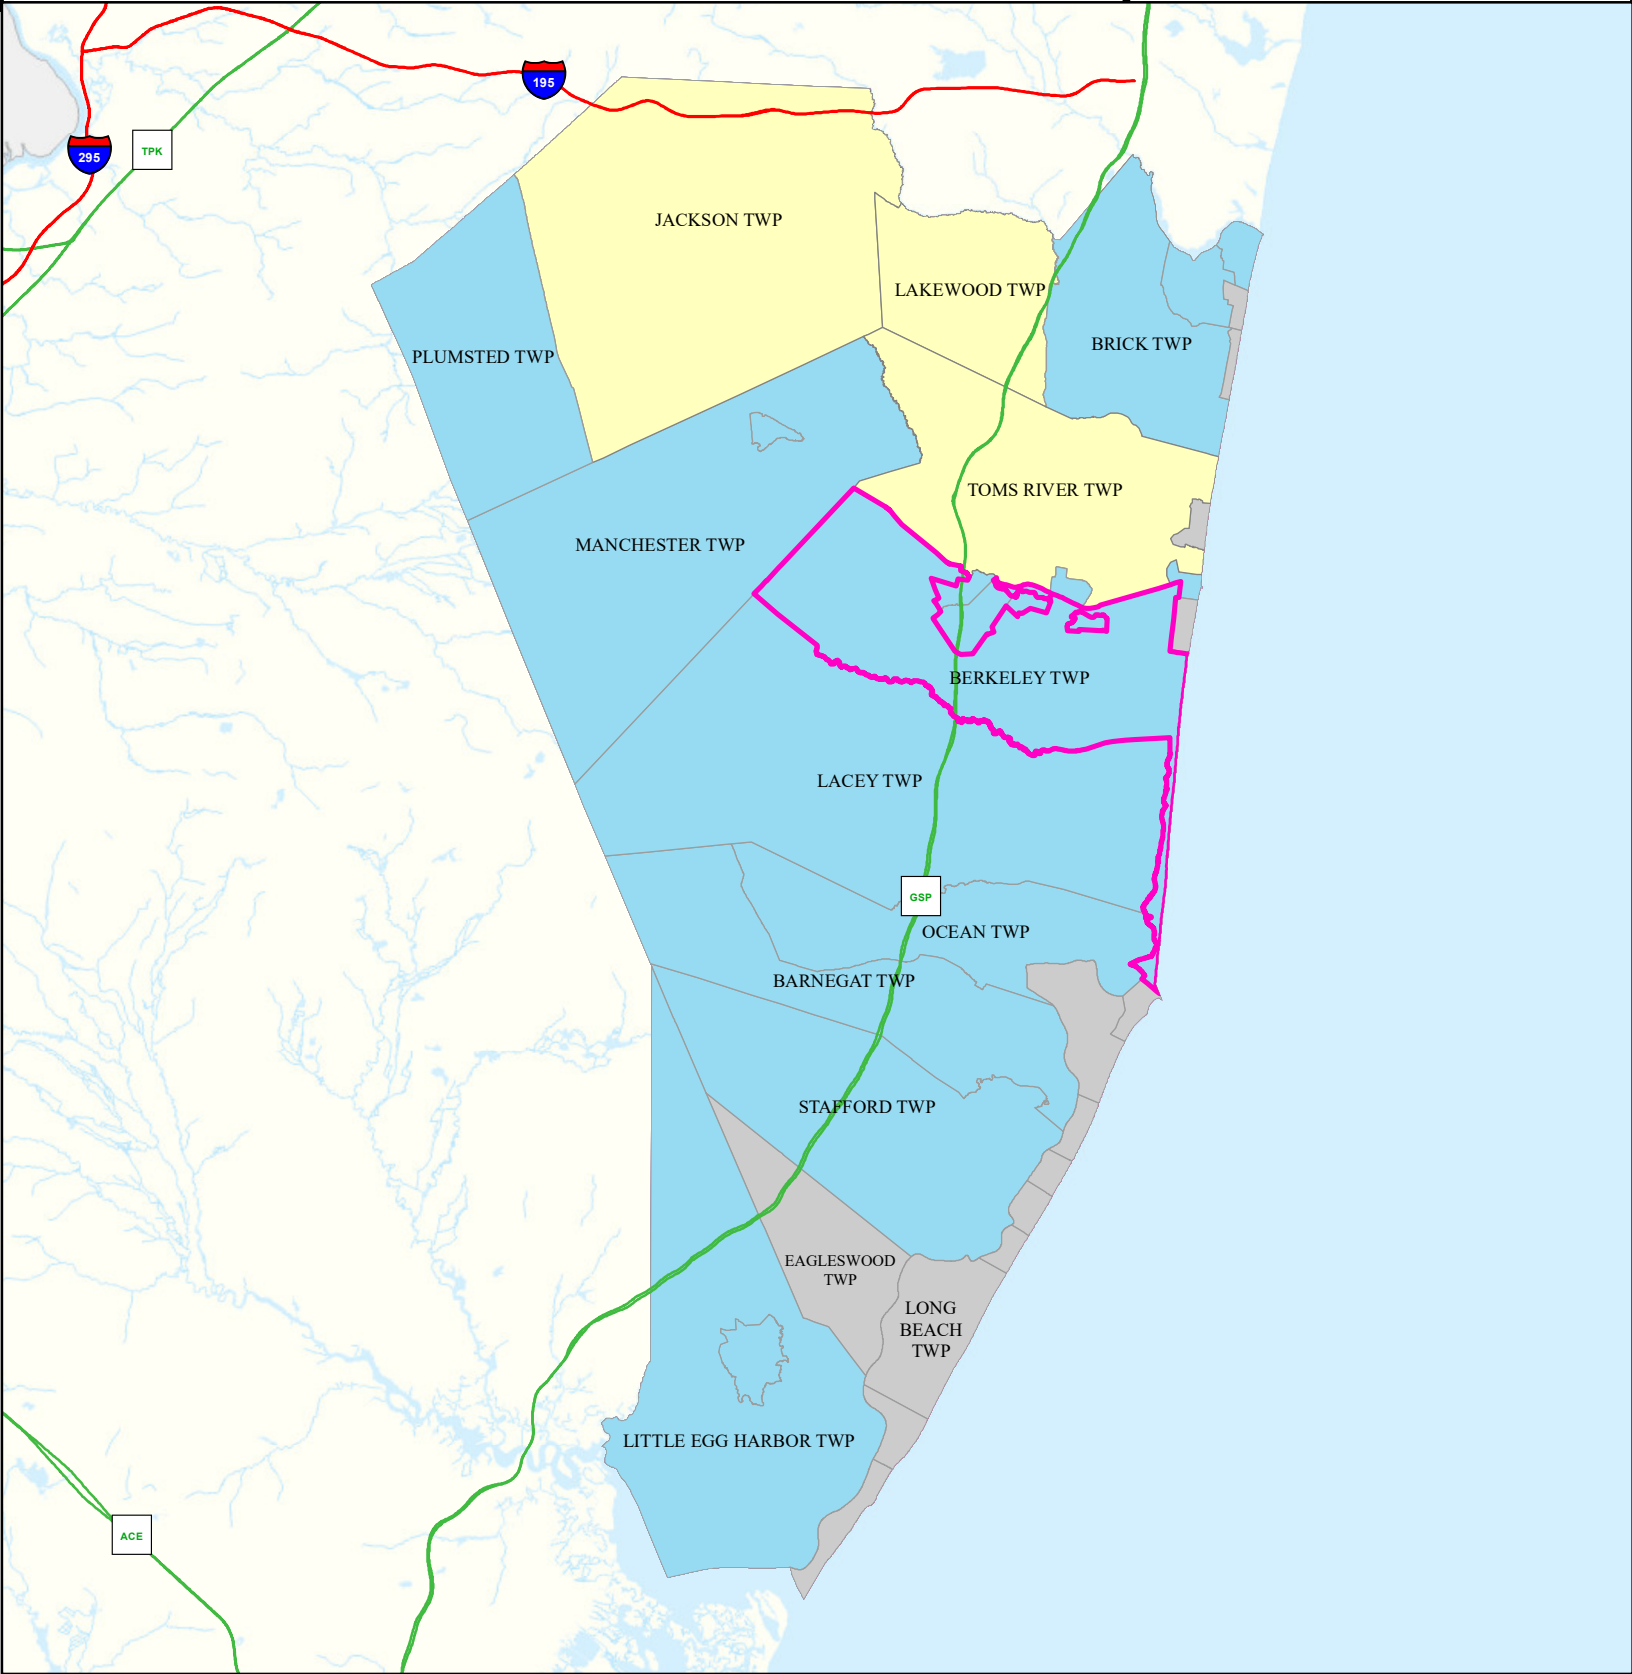 195
295
TPK
JACKSON TWP
LAKEWOOD TWP
BRICK TWP
PLUMSTED TWP
TOMS RIVER TWP
MANCHESTER TWP
BERKELEY TWP
LACEY TWP
GSP
OCEAN TWP
BARNEGAT TWP
STAFFORD TWP
EAGLESWOOD
TWP
LONG
BEACH
TWP
LITTLE EGG HARBOR TWP
ACE